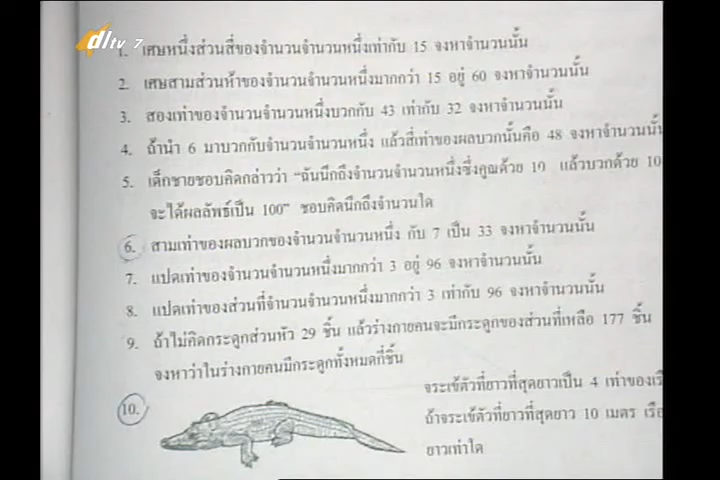 dltv 7
1. เศษหนึ่งส่วนสี่ของจำนวนจำนวนหนึ่งเท่ากับ 15 จงหาจำนวนนั้น
2. เศษสามส่วนห้าของจำนวนจำนวนหนึ่งมากกว่า 15 อยู่ 60 จงหาจำนวนนั้น
3. สองเท่าของจำนวนจำนวนหนึ่งบวกกับ 43 เท่ากับ 32 จงหาจำนวนนั้น
4. ถ้านำ 6 มาบวกกับจำนวนจำนวนหนึ่ง แล้วสี่เท่าของผลบวกนั้นคือ 48 จงหาจำนวนนั้น
5. เด็กชายชอบคิดกล่าวว่า "ฉันนึกถึงจำนวนจำนวนหนึ่งซึ่งคูณด้วย 10 แล้วบวกด้วย 10
จะได้ผลลัพธ์เป็น 100" ชอบคิดนึกถึงจำนวนใด
6. สามเท่าของผลบวกของจำนวนจำนวนหนึ่ง กับ 7 เป็น 33 จงหาจำนวนนั้น
7. แปดเท่าของจำนวนจำนวนหนึ่งมากกว่า 3 อยู่ 96 จงหาจำนวนนั้น
8. แปดเท่าของส่วนที่จำนวนจำนวนหนึ่งมากกว่า 3 เท่ากับ 96 จงหาจำนวนนั้น
9. ถ้าไม่คิดกระดูกส่วนหัว 29 ชิ้น แล้วร่างกายคนจะมีกระดูกของส่วนที่เหลือ 177 ชิ้น
จงหาว่าในร่างกายคนมีกระดูกทั้งหมดกี่ชิ้น
10. จระเข้ตัวที่ยาวที่สุดยาวเป็น 4 เท่าของเรื
ถ้าจระเข้ตัวที่ยาวที่สุดยาว 10 เมตร เรื
ยาวเท่าใด